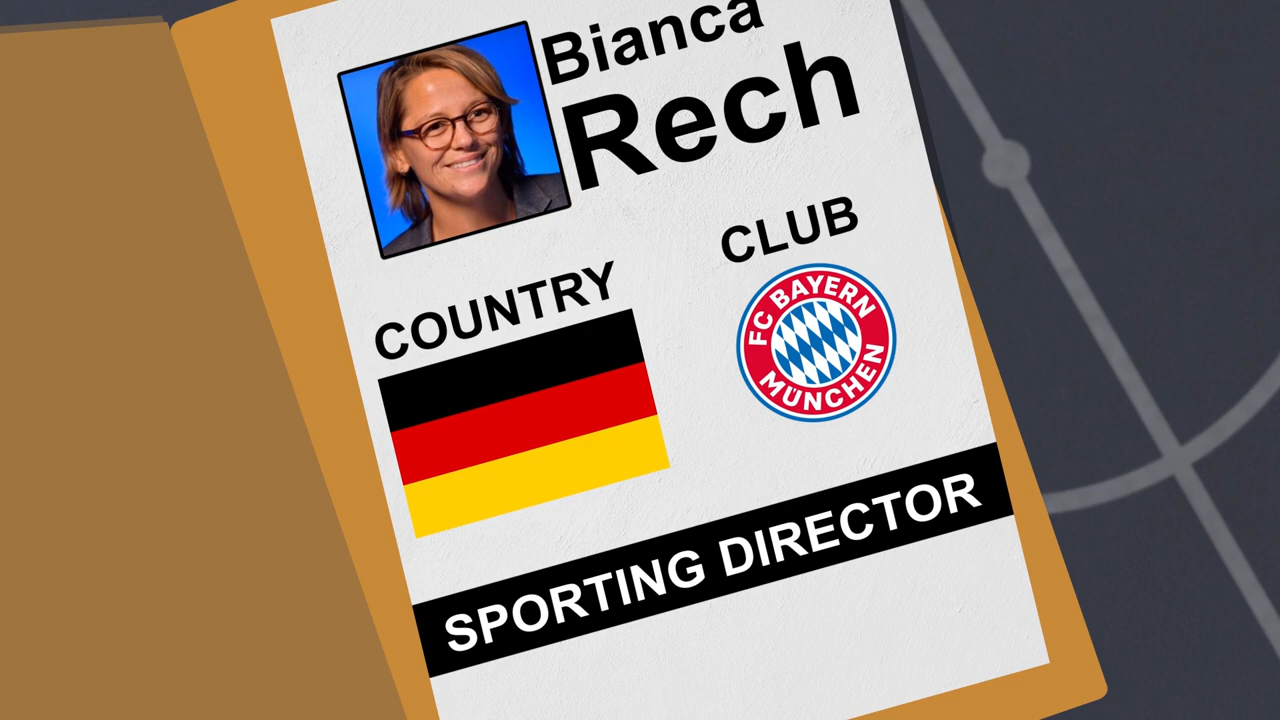 Bianca
Rech
CLUB
FC BAYERN
MÜNCHEN
COUNTRY
SPORTING DIRECTOR